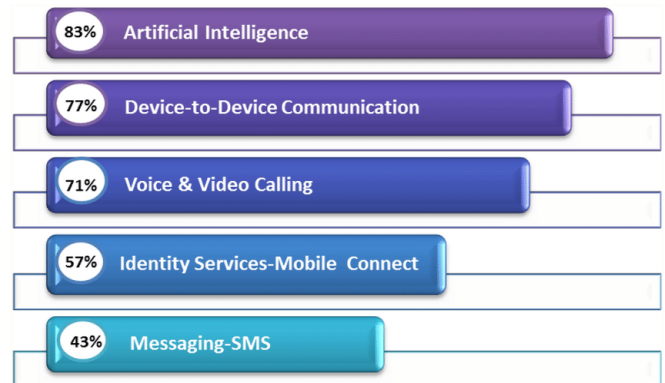 83% Artificial Intelligence
77% Device-to-Device Communication
71% Voice & Video Calling
57% Identity Services-Mobile Connect
43% Messaging-SMS